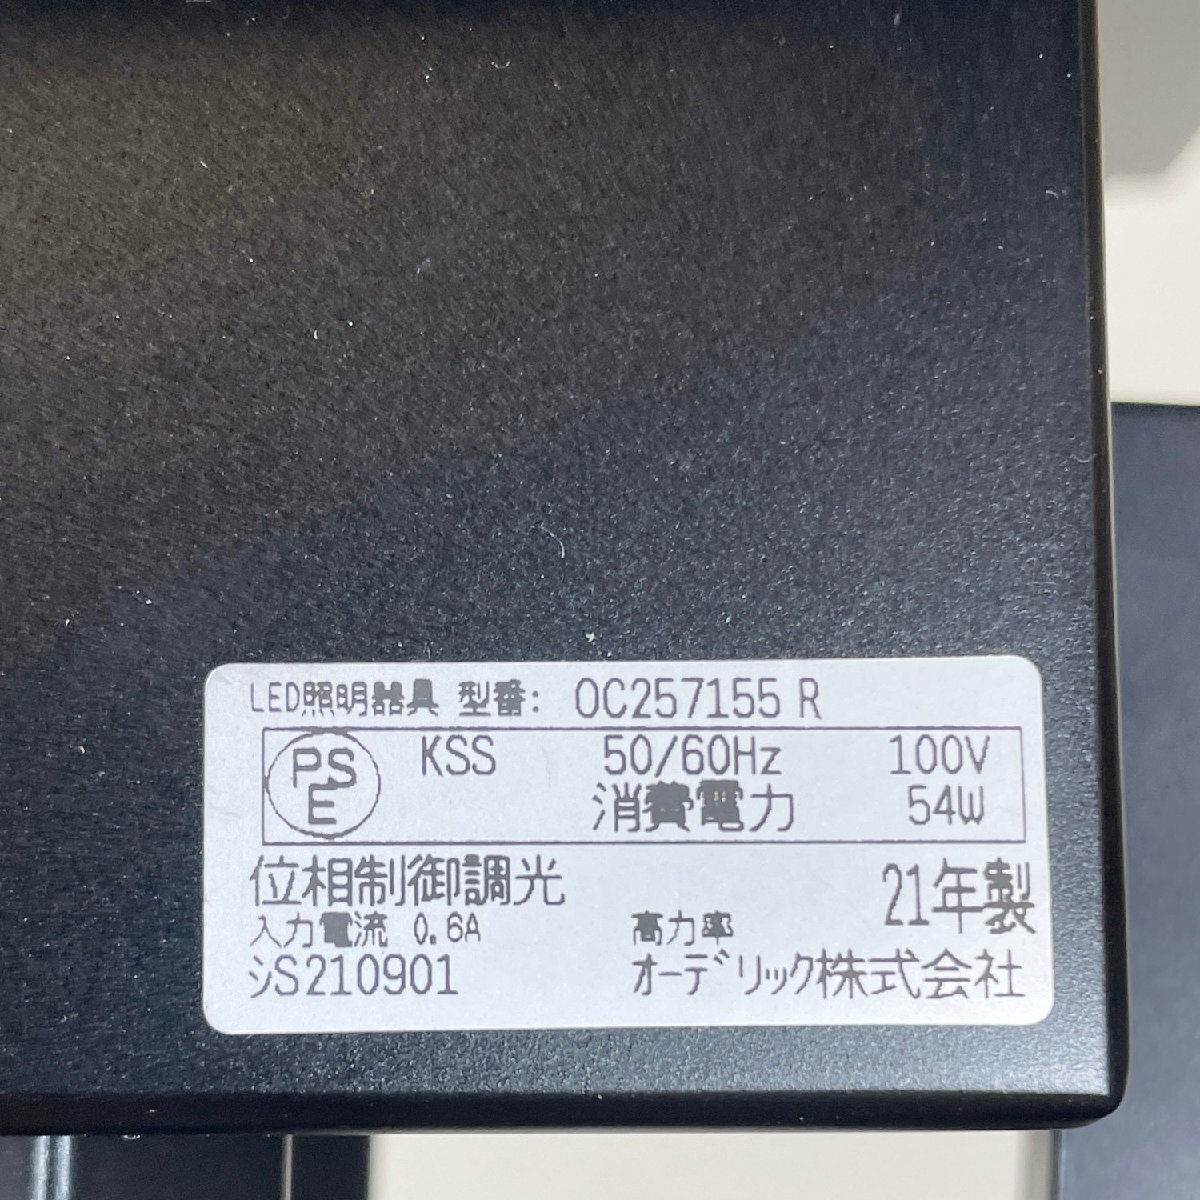 LED照明器具 型番: OC257155 R
PSE KSS 50/60Hz 100V
消費電力 54W
位相制御調光 21年製
入力電流 0.6A 高力率
シS210901 オーデリック株式会社